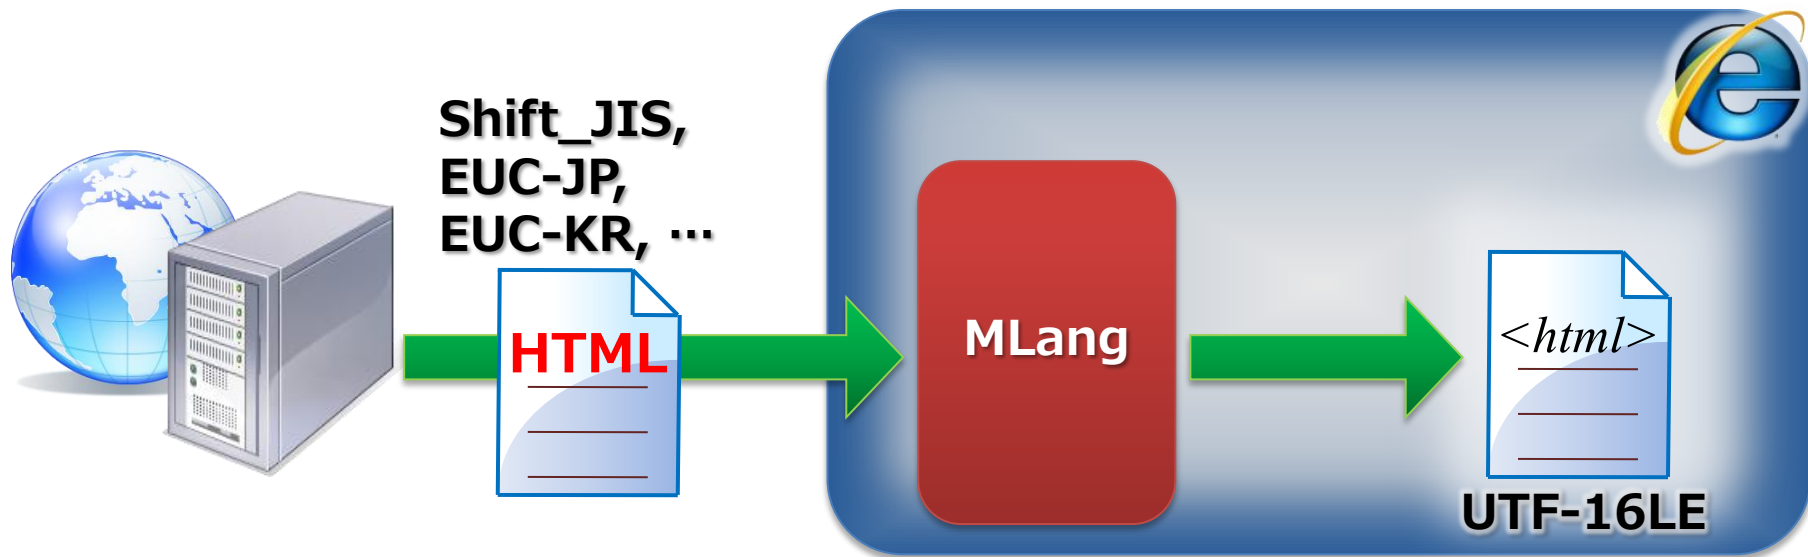 Shift_JIS,
EUC-JP,
EUC-KR, …
HTML
MLang
<html>
UTF-16LE